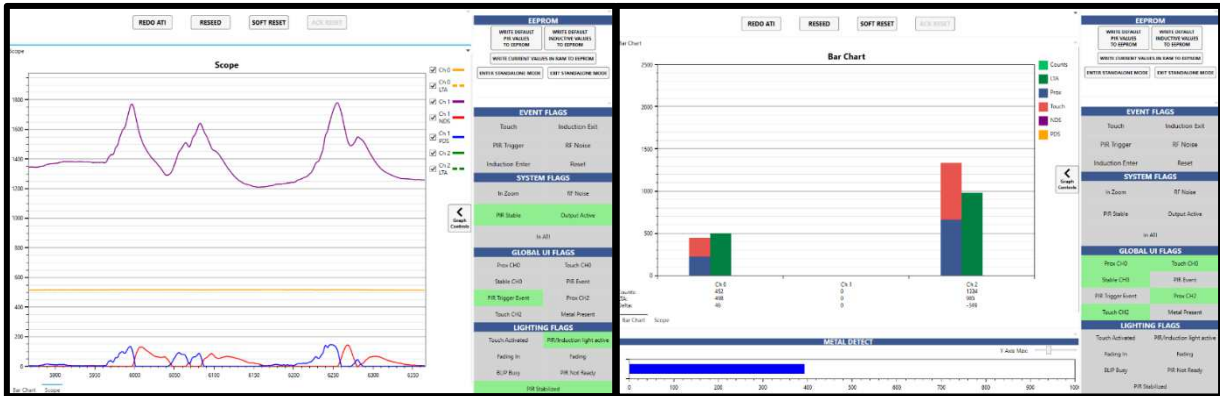 REDO ATI
RESEED
SOFT RESET
ACK RESET
Scope
Scope
1800
1600
1400
1200
1000
800
600
400
200
0
Ch 0
Ch 0 LTA
Ch 1
Ch 1 NDS
Ch 1 PDS
Ch 2
Ch 2 LTA
Graph Controls
Bar Chart
Scope
EEPROM
WRITE DEFAULT PIR VALUES TO EEPROM
WRITE DEFAULT INDUCTIVE VALUES TO EEPROM
WRITE CURRENT VALUES IN RAM TO EEPROM
ENTER STANDALONE MODE
EXIT STANDALONE MODE
EVENT FLAGS
Touch
Induction Exit
PIR Trigger
RF Noise
Induction Enter
Reset
SYSTEM FLAGS
In Zoom
RF Noise
PIR Stable
Output Active
In ATI
GLOBAL UI FLAGS
Prox CH0
Touch CH0
Stable CH0
PIR Event
PIR Trigger Event
Prox CH2
Touch CH2
Metal Present
LIGHTING FLAGS
Touch Activated
PIR/Induction light active
Fading In
Fading
BLIP Busy
PIR Not Ready
PIR Stabilized
REDO ATI
RESEED
SOFT RESET
ACK RESET
Bar Chart
Bar Chart
2500
2000
1500
1000
500
0
Counts
LTA
Prox
Touch
NDS
PDS
Graph Controls
Ch 0
Ch 1
Ch 2
Counts:
452
0
1334
LTA:
498
0
985
Delta:
46
0
-349
Bar Chart
Scope
METAL DETECT
Y Axis Max:
0
100
200
300
400
500
600
700
800
900
EEPROM
WRITE DEFAULT PIR VALUES TO EEPROM
WRITE DEFAULT INDUCTIVE VALUES TO EEPROM
WRITE CURRENT VALUES IN RAM TO EEPROM
ENTER STANDALONE MODE
EXIT STANDALONE MODE
EVENT FLAGS
Touch
Induction Exit
PIR Trigger
RF Noise
Induction Enter
Reset
SYSTEM FLAGS
In Zoom
RF Noise
PIR Stable
Output Active
In ATI
GLOBAL UI FLAGS
Prox CH0
Touch CH0
Stable CH0
PIR Event
PIR Trigger Event
Prox CH2
Touch CH2
Metal Present
LIGHTING FLAGS
Touch Activated
PIR/Induction light active
Fading In
Fading
BLIP Busy
PIR Not Ready
PIR Stabilized